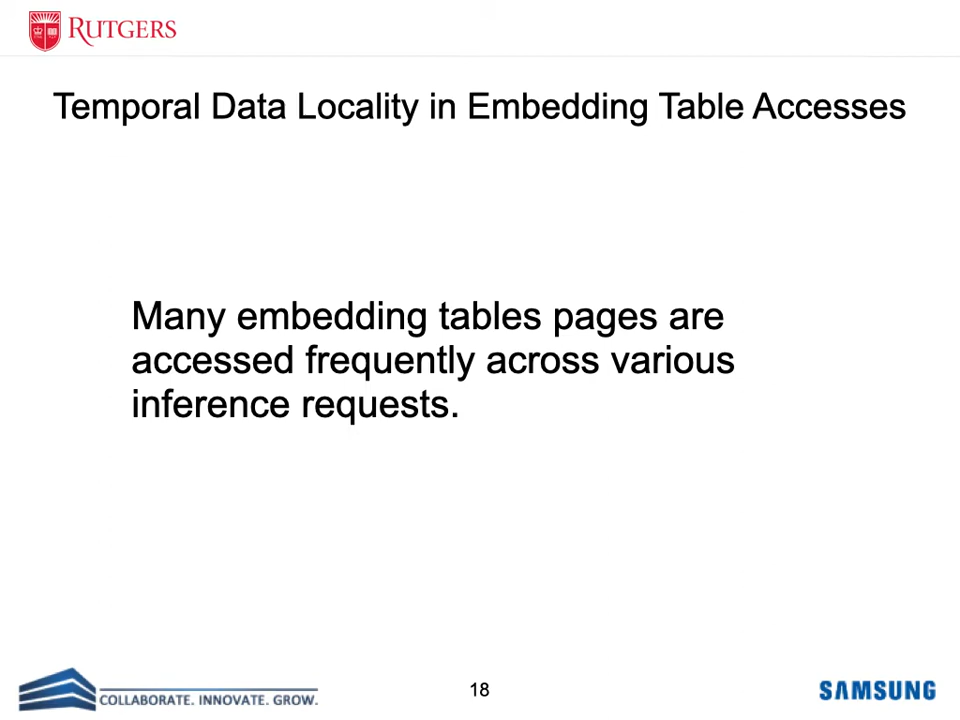 RUTGERS
Temporal Data Locality in Embedding Table Accesses
Many embedding tables pages are
accessed frequently across various
inference requests.
COLLABORATE. INNOVATE. GROW.
18
SAMSUNG